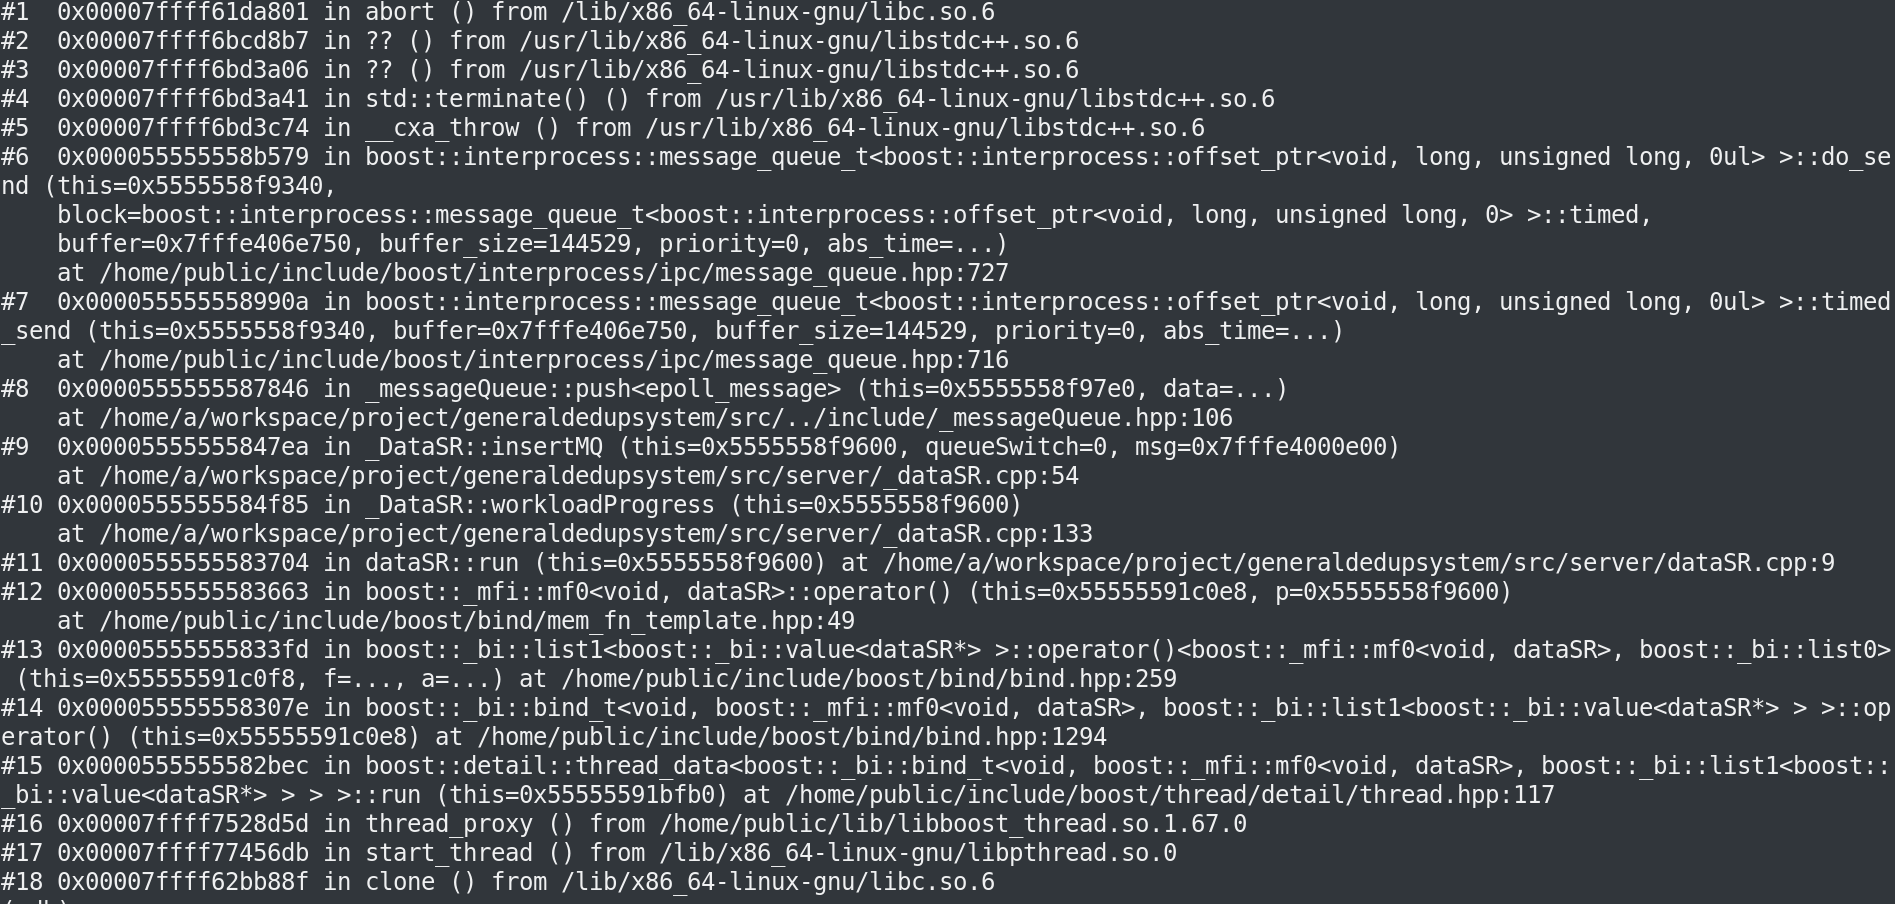 #1  0x00007ffff61da801 in abort () from /lib/x86_64-linux-gnu/libc.so.6
#2  0x00007ffff6bcd8b7 in ?? () from /usr/lib/x86_64-linux-gnu/libstdc++.so.6
#3  0x00007ffff6bd3a06 in ?? () from /usr/lib/x86_64-linux-gnu/libstdc++.so.6
#4  0x00007ffff6bd3a41 in std::terminate() () from /usr/lib/x86_64-linux-gnu/libstdc++.so.6
#5  0x00007ffff6bd3c74 in __cxa_throw () from /usr/lib/x86_64-linux-gnu/libstdc++.so.6
#6  0x000055555558b579 in boost::interprocess::message_queue_t<boost::interprocess::offset_ptr<void, long, unsigned long, 0ul> >::do_se
nd (this=0x5555558f9340,
    block=boost::interprocess::message_queue_t<boost::interprocess::offset_ptr<void, long, unsigned long, 0> >::timed,
    buffer=0x7fffe406e750, buffer_size=144529, priority=0, abs_time=...)
    at /home/public/include/boost/interprocess/ipc/message_queue.hpp:727
#7  0x000055555558990a in boost::interprocess::message_queue_t<boost::interprocess::offset_ptr<void, long, unsigned long, 0ul> >::timed
_send (this=0x5555558f9340, buffer=0x7fffe406e750, buffer_size=144529, priority=0, abs_time=...)
    at /home/public/include/boost/interprocess/ipc/message_queue.hpp:716
#8  0x0000555555587846 in _messageQueue::push<epoll_message> (this=0x5555558f97e0, data=...)
    at /home/a/workspace/project/generaldedupsystem/src/../include/_messageQueue.hpp:106
#9  0x00005555555847ea in _DataSR::insertMQ (this=0x5555558f9600, queueSwitch=0, msg=0x7fffe4000e00)
    at /home/a/workspace/project/generaldedupsystem/src/server/_dataSR.cpp:54
#10 0x0000555555584f85 in _DataSR::workloadProgress (this=0x5555558f9600)
    at /home/a/workspace/project/generaldedupsystem/src/server/_dataSR.cpp:133
#11 0x0000555555583704 in dataSR::run (this=0x5555558f9600) at /home/a/workspace/project/generaldedupsystem/src/server/dataSR.cpp:9
#12 0x0000555555583663 in boost::_mfi::mf0<void, dataSR>::operator() (this=0x55555591c0e8, p=0x5555558f9600)
    at /home/public/include/boost/bind/mem_fn_template.hpp:49
#13 0x00005555555833fd in boost::_bi::list1<boost::_bi::value<dataSR*> >::operator()<boost::_mfi::mf0<void, dataSR>, boost::_bi::list0>
 (this=0x55555591c0f8, f=..., a=...) at /home/public/include/boost/bind/bind.hpp:259
#14 0x000055555558307e in boost::_bi::bind_t<void, boost::_mfi::mf0<void, dataSR>, boost::_bi::list1<boost::_bi::value<dataSR*> > >::op
erator() (this=0x55555591c0e8) at /home/public/include/boost/bind/bind.hpp:1294
#15 0x0000555555582bec in boost::detail::thread_data<boost::_bi::bind_t<void, boost::_mfi::mf0<void, dataSR>, boost::_bi::list1<boost::
_bi::value<dataSR*> > > >::run (this=0x55555591bfb0) at /home/public/include/boost/thread/detail/thread.hpp:117
#16 0x00007ffff7528d5d in thread_proxy () from /home/public/lib/libboost_thread.so.1.67.0
#17 0x00007ffff77456db in start_thread () from /lib/x86_64-linux-gnu/libpthread.so.0
#18 0x00007ffff62bb88f in clone () from /lib/x86_64-linux-gnu/libc.so.6